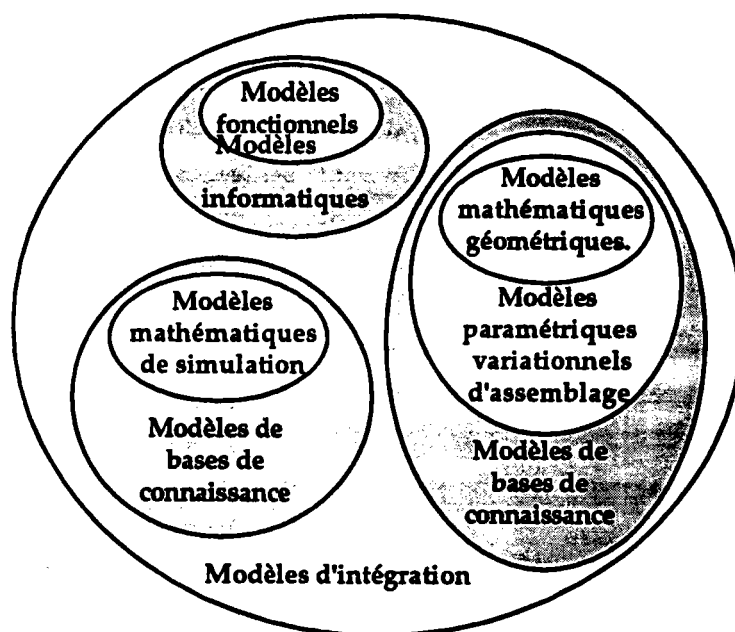 Modèles
fonctionnels
Modèles
informatiques
Modèles
mathématiques
géométriques.
Modèles
paramétriques
variationnels
d'assemblage
Modèles de
bases de
connaissance
Modèles
mathématiques
de simulation
Modèles de
bases de
connaissance
Modèles d'intégration